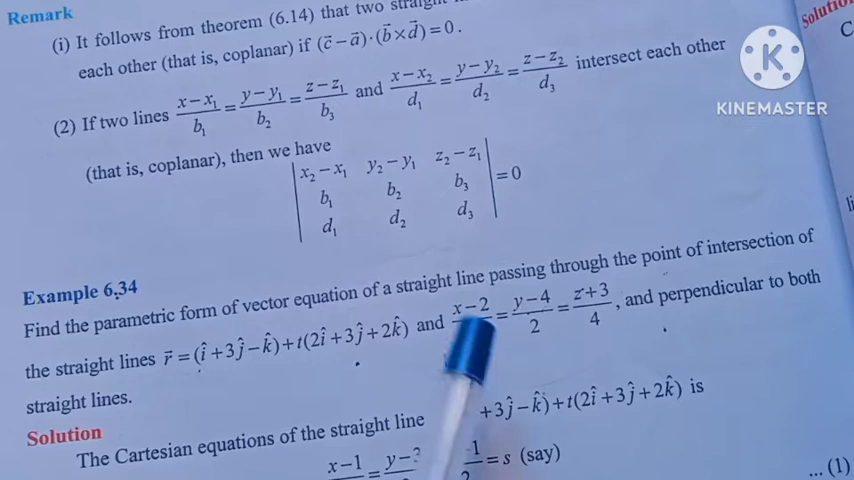 Remark
(i) It follows from theorem (6.14) that two straight
each other (that is, coplanar) if (c⃗ − a⃗)·(b⃗ × d⃗) = 0.
(2) If two lines (x−x₁)/b₁ = (y−y₁)/b₂ = (z−z₁)/b₃ and (x−x₂)/d₁ = (y−y₂)/d₂ = (z−z₂)/d₃ intersect each other
(that is, coplanar), then we have
| x₂−x₁ y₂−y₁ z₂−z₁ |
| b₁ b₂ b₃ | = 0
| d₁ d₂ d₃ |
Example 6.34
Find the parametric form of vector equation of a straight line passing through the point of intersection of
the straight lines r⃗ = (î+3ĵ−k̂)+t(2î+3ĵ+2k̂) and x−2 = (y−4)/2 = (z+3)/4, and perpendicular to both
straight lines.
Solution
The Cartesian equations of the straight line +3ĵ−k̂)+t(2î+3ĵ+2k̂) is
x−1 = y− 1/2 = s (say)
... (1)
KINEMASTER
Solution
C